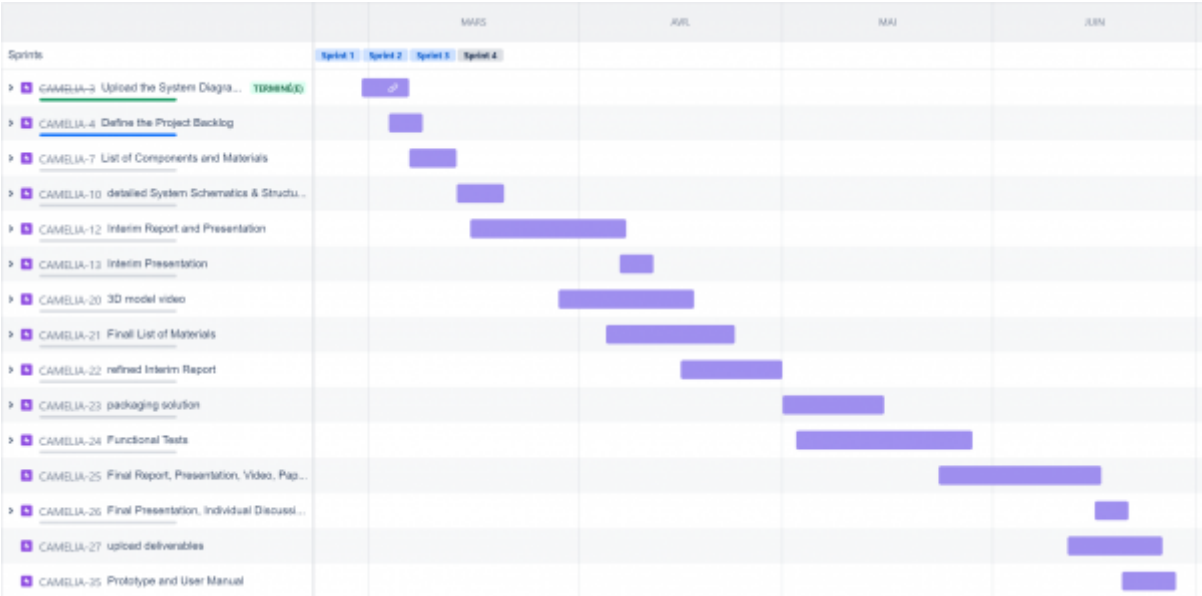 MARS AVRIL MAI JUIN
Sprints Sprint 1 Sprint 2 Sprint 3 Sprint 4
CAMELIA-3 Upload the System Diagra... TERMINÉ(E)
CAMELIA-4 Define the Project Backlog
CAMELIA-7 List of Components and Materials
CAMELIA-10 detailed System Schematics & Structu...
CAMELIA-12 Interim Report and Presentation
CAMELIA-13 Interim Presentation
CAMELIA-20 3D model video
CAMELIA-21 Finall List of Materials
CAMELIA-22 refined Interim Report
CAMELIA-23 packaging solution
CAMELIA-24 Functional Tests
CAMELIA-25 Final Report, Presentation, Video, Pap...
CAMELIA-26 Final Presentation, Individual Discussi...
CAMELIA-27 upload deliverables
CAMELIA-35 Prototype and User Manual